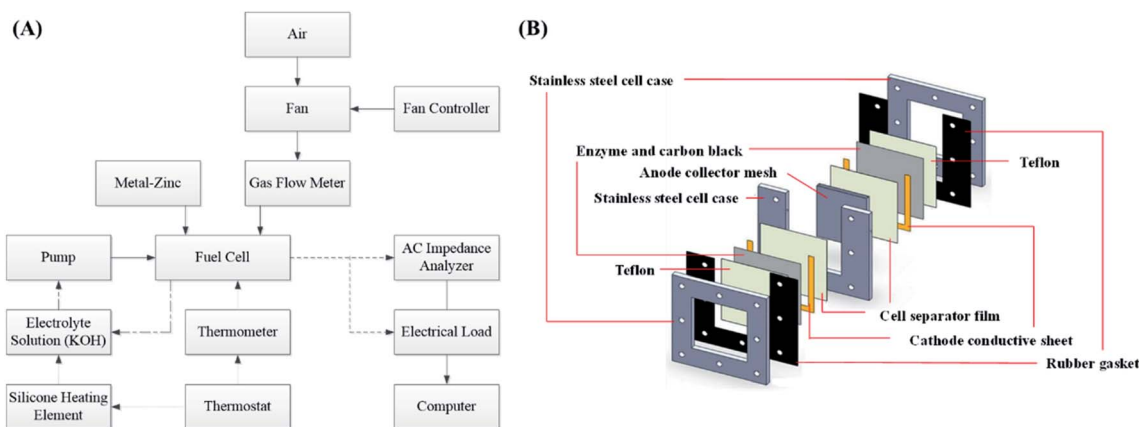 (A)
Air
Fan
Fan Controller
Metal-Zinc
Gas Flow Meter
Pump
Fuel Cell
AC Impedance
Analyzer
Electrolyte
Solution (KOH)
Thermometer
Electrical Load
Silicone Heating
Element
Thermostat
Computer
(B)
Stainless steel cell case
Enzyme and carbon black
Anode collector mesh
Stainless steel cell case
Teflon
Teflon
Cell separator film
Cathode conductive sheet
Rubber gasket